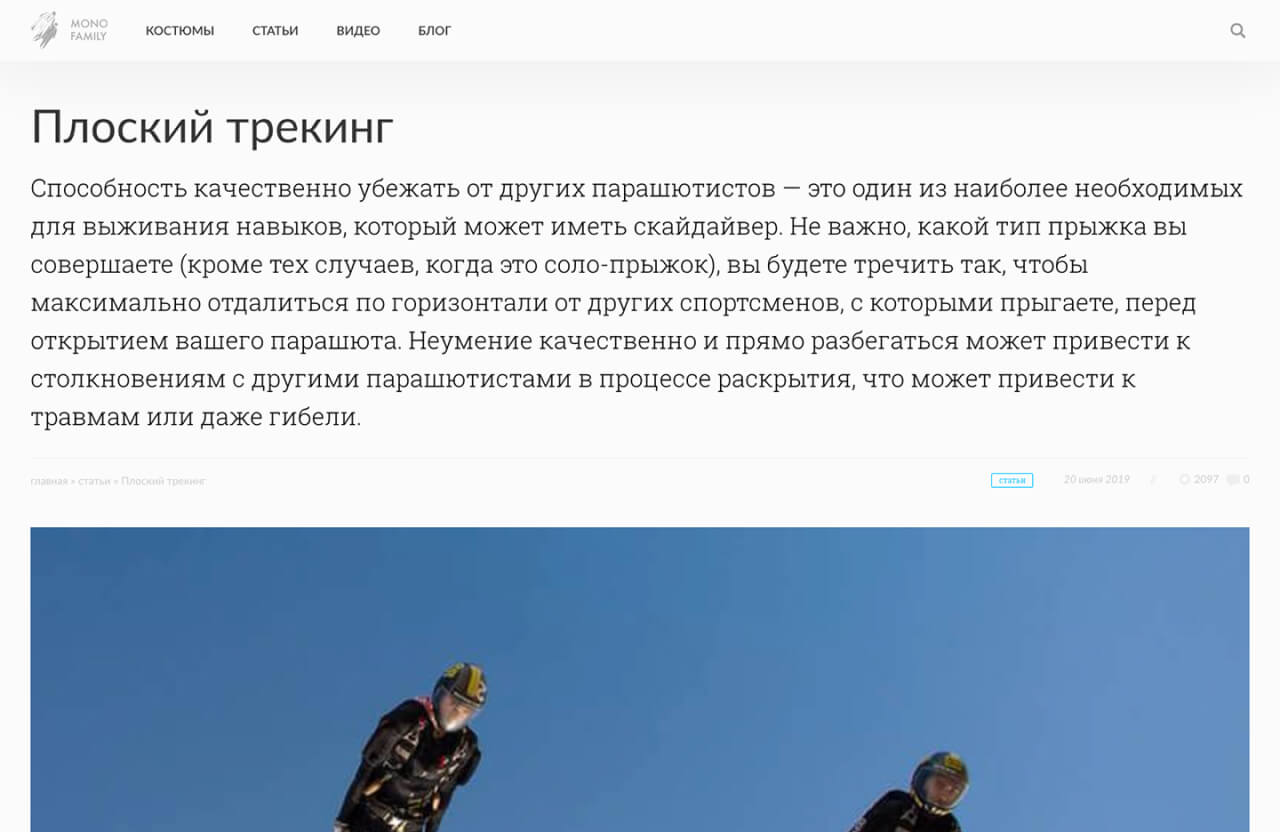 MONO
FAMILY
КОСТЮМЫ СТАТЬИ ВИДЕО БЛОГ
Плоский трекинг
Способность качественно убежать от других парашютистов — это один из наиболее необходимых
для выживания навыков, который может иметь скайдайвер. Не важно, какой тип прыжка вы
совершаете (кроме тех случаев, когда это соло-прыжок), вы будете тречить так, чтобы
максимально отдалиться по горизонтали от других спортсменов, с которыми прыгаете, перед
открытием вашего парашюта. Неумение качественно и прямо разбегаться может привести к
столкновениям с другими парашютистами в процессе раскрытия, что может привести к
травмам или даже гибели.
главная » статьи » Плоский трекинг
статьи 20 июня 2019 // 2097 0